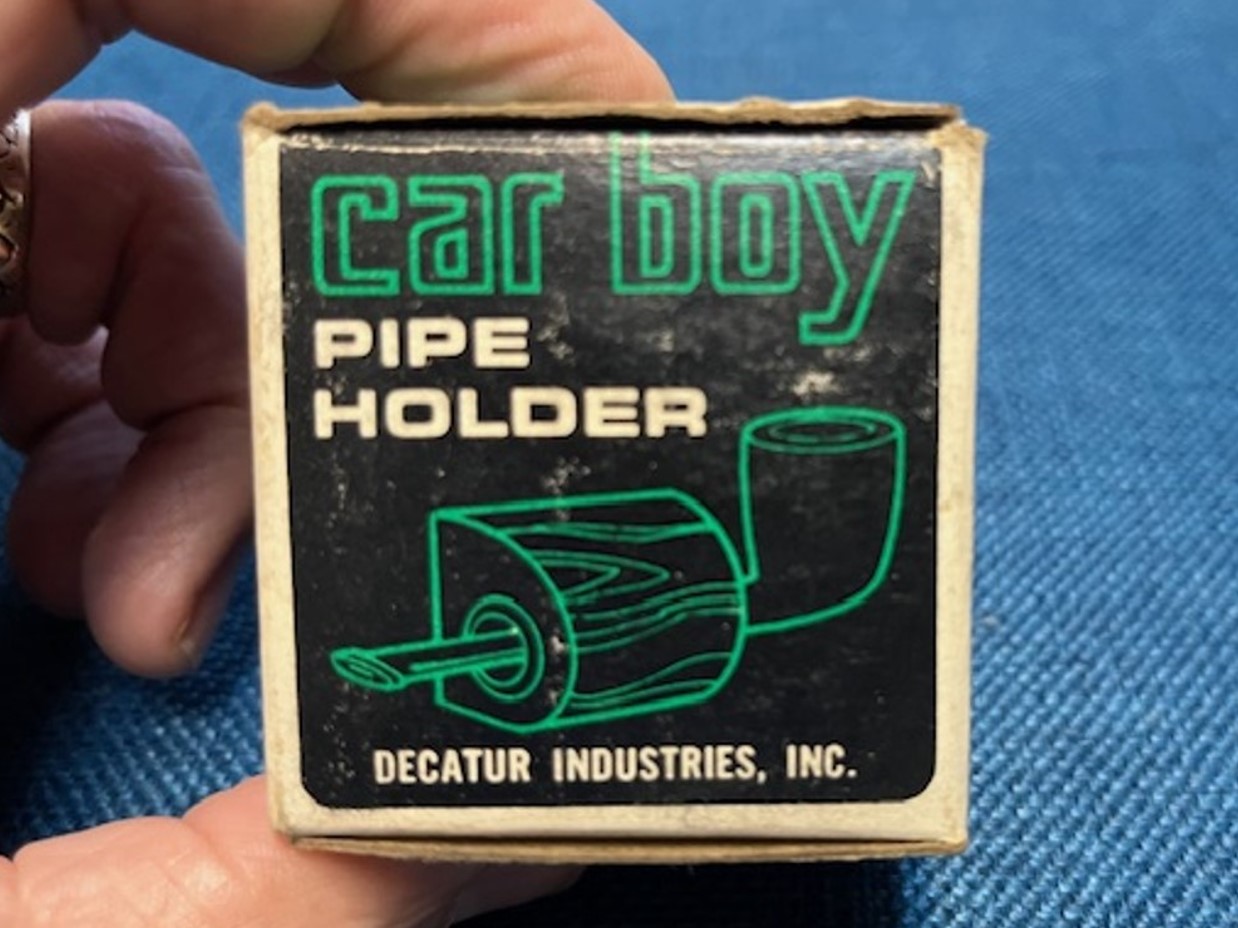 car boy
PIPE
HOLDER
DECATUR INDUSTRIES, INC.